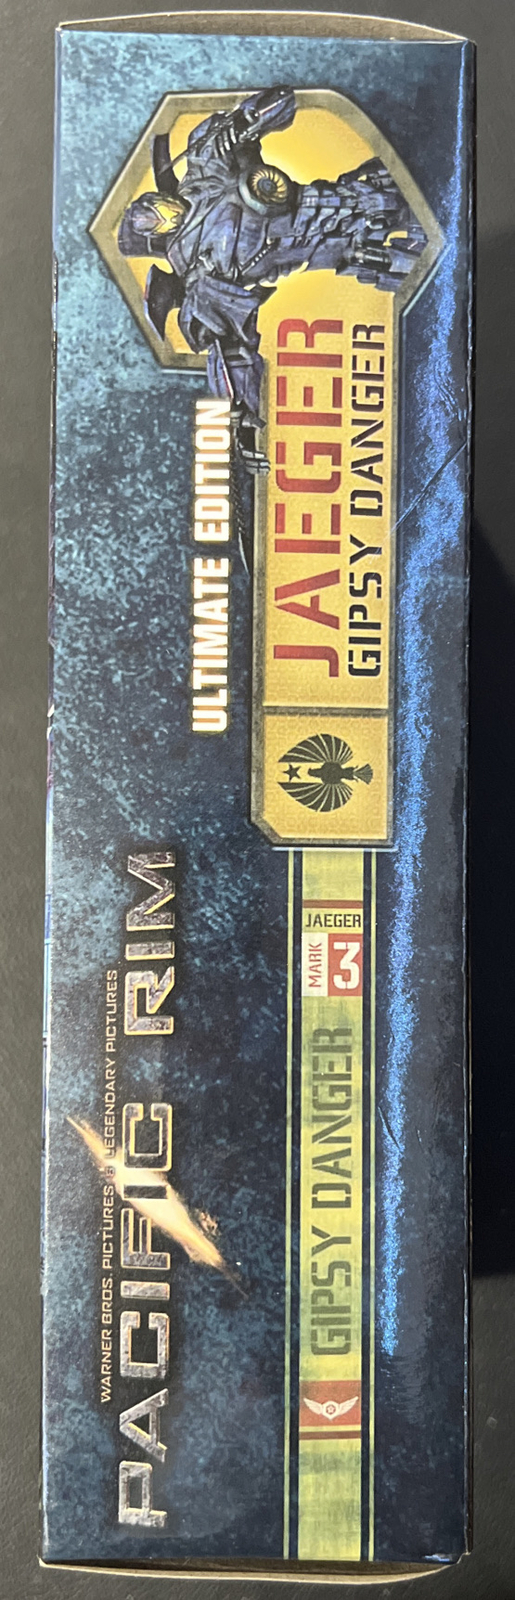 WARNER BROS. PICTURES & LEGENDARY PICTURES
PACIFIC RIM
ULTIMATE EDITION
JAEGER
GIPSY DANGER
GIPSY DANGER
MARK
3
JAEGER